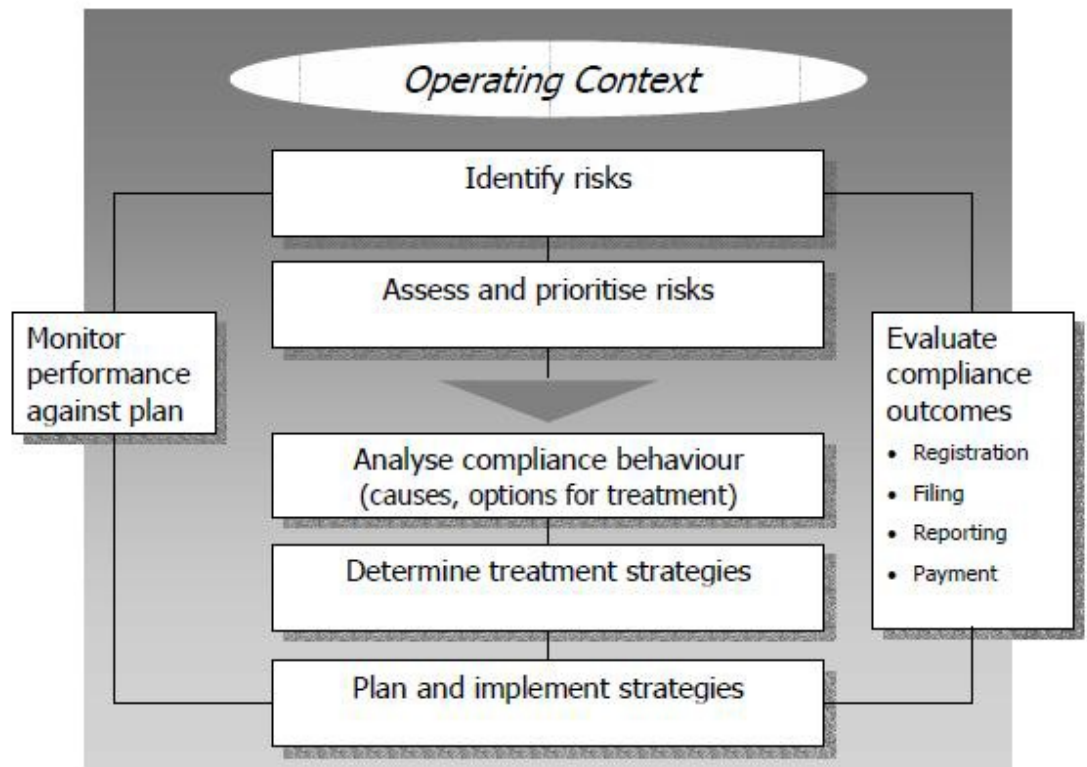 Operating Context
Identify risks
Assess and prioritise risks
Monitor
performance
against plan
Evaluate
compliance
outcomes
• Registration
• Filing
• Reporting
• Payment
Analyse compliance behaviour
(causes, options for treatment)
Determine treatment strategies
Plan and implement strategies